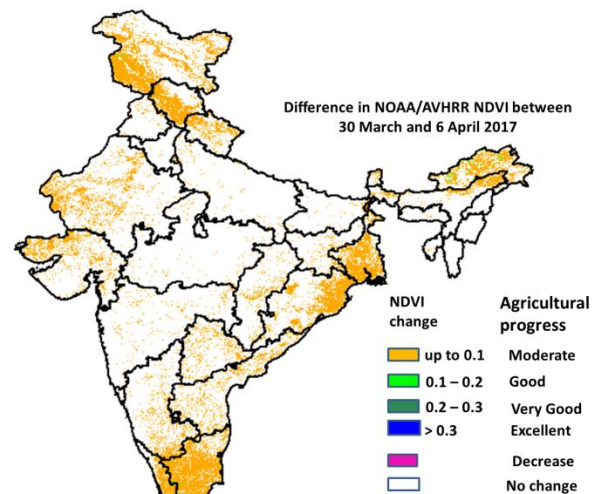 Difference in NOAA/AVHRR NDVI between
30 March and 6 April 2017
NDVI change
Agricultural progress
up to 0.1 Moderate
0.1 – 0.2 Good
0.2 – 0.3 Very Good
> 0.3 Excellent
Decrease
No change